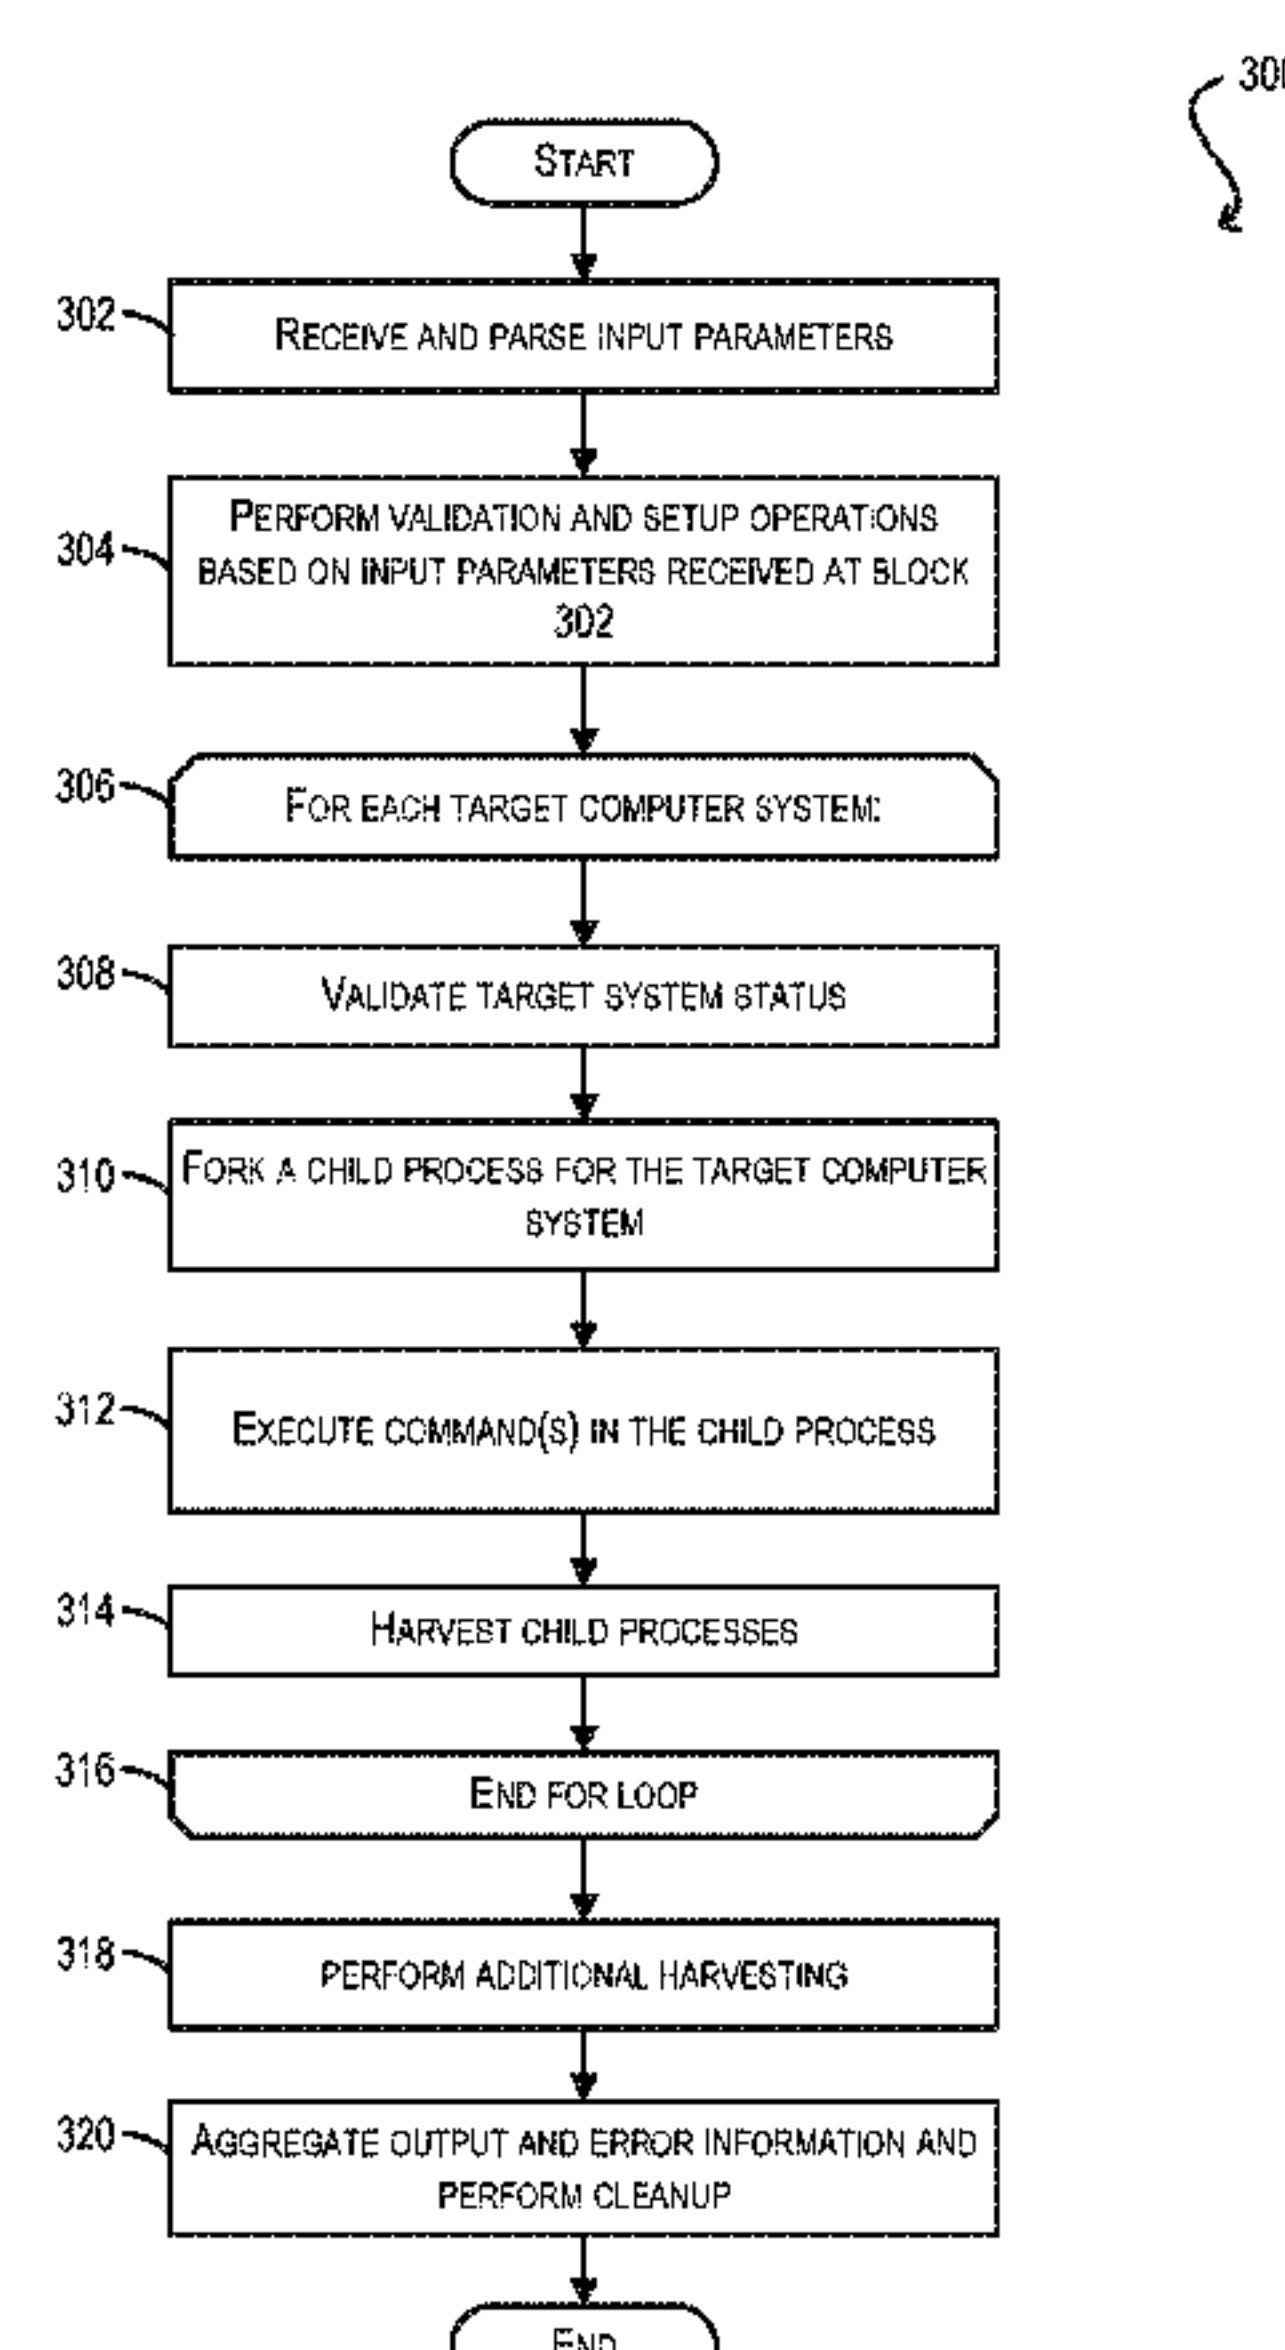 START
302
RECEIVE AND PARSE INPUT PARAMETERS
304
PERFORM VALIDATION AND SETUP OPERATIONS
BASED ON INPUT PARAMETERS RECEIVED AT BLOCK
302
306
FOR EACH TARGET COMPUTER SYSTEM:
308
VALIDATE TARGET SYSTEM STATUS
310
FORK A CHILD PROCESS FOR THE TARGET COMPUTER
SYSTEM
312
EXECUTE COMMAND(S) IN THE CHILD PROCESS
314
HARVEST CHILD PROCESSES
316
END FOR LOOP
318
PERFORM ADDITIONAL HARVESTING
320
AGGREGATE OUTPUT AND ERROR INFORMATION AND
PERFORM CLEANUP
END